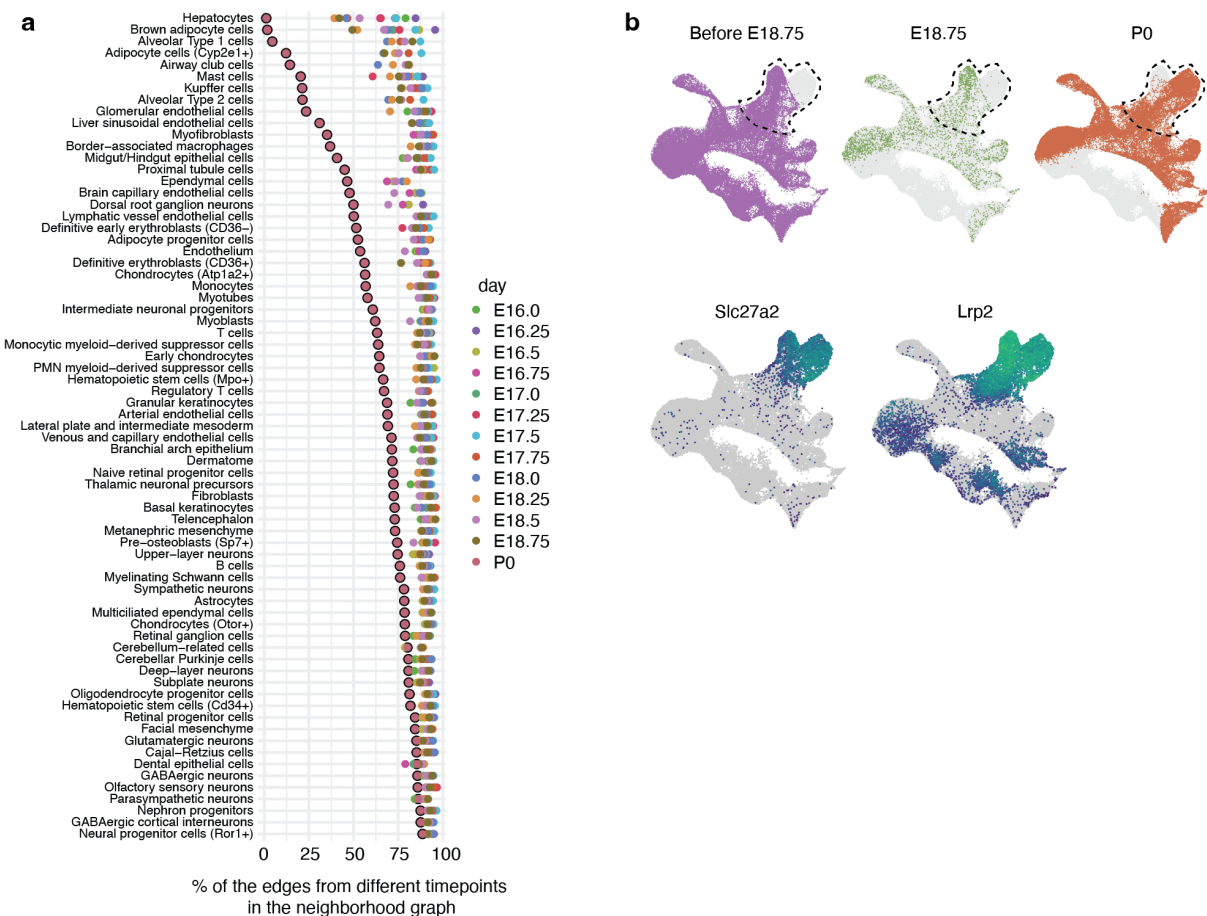 a
Hepatocytes
Brown adipocyte cells
Alveolar Type 1 cells
Adipocyte cells (Cyp2e1+)
Airway club cells
Mast cells
Kupffer cells
Alveolar Type 2 cells
Glomerular endothelial cells
Liver sinusoidal endothelial cells
Myofibroblasts
Border−associated macrophages
Midgut/Hindgut epithelial cells
Proximal tubule cells
Ependymal cells
Brain capillary endothelial cells
Dorsal root ganglion neurons
Lymphatic vessel endothelial cells
Definitive early erythroblasts (CD36−)
Adipocyte progenitor cells
Endothelium
Definitive erythroblasts (CD36+)
Chondrocytes (Atp1a2+)
Monocytes
Myotubes
Intermediate neuronal progenitors
Myoblasts
T cells
Monocytic myeloid−derived suppressor cells
Early chondrocytes
PMN myeloid−derived suppressor cells
Hematopoietic stem cells (Mpo+)
Regulatory T cells
Granular keratinocytes
Arterial endothelial cells
Lateral plate and intermediate mesoderm
Venous and capillary endothelial cells
Branchial arch epithelium
Dermatome
Naive retinal progenitor cells
Thalamic neuronal precursors
Fibroblasts
Basal keratinocytes
Telencephalon
Metanephric mesenchyme
Pre−osteoblasts (Sp7+)
Upper−layer neurons
B cells
Myelinating Schwann cells
Sympathetic neurons
Astrocytes
Multiciliated ependymal cells
Chondrocytes (Otor+)
Retinal ganglion cells
Cerebellum−related cells
Cerebellar Purkinje cells
Deep−layer neurons
Subplate neurons
Oligodendrocyte progenitor cells
Hematopoietic stem cells (Cd34+)
Retinal progenitor cells
Facial mesenchyme
Glutamatergic neurons
Cajal−Retzius cells
Dental epithelial cells
GABAergic neurons
Olfactory sensory neurons
Parasympathetic neurons
Nephron progenitors
GABAergic cortical interneurons
Neural progenitor cells (Ror1+)
0 25 50 75 100
% of the edges from different timepoints
in the neighborhood graph
day
E16.0
E16.25
E16.5
E16.75
E17.0
E17.25
E17.5
E17.75
E18.0
E18.25
E18.5
E18.75
P0
b
Before E18.75 E18.75 P0
Slc27a2 Lrp2